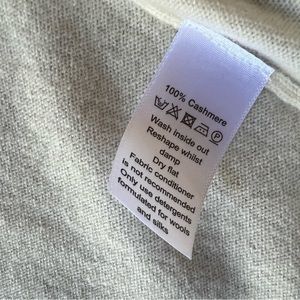 100% Cashmere
Wash inside out
Reshape whilst
damp
Dry flat
Fabric conditioner
is not recommended
Only use detergents
formulated for wools
and silks